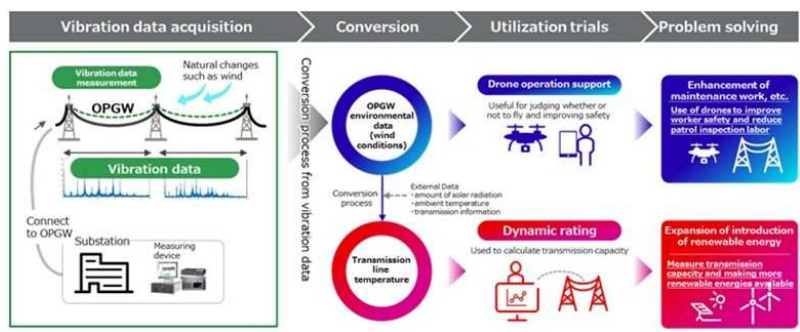 Vibration data acquisition
Conversion
Utilization trials
Problem solving
Vibration data
measurement
Natural changes
such as wind
OPGW
Vibration data
Connect
to OPGW
Substation
Measuring
device
Conversion process from vibration data
OPGW
environmental
data
(wind
conditions)
Conversion
process
External Data
・amount of solar radiation
・ambient temperature
・transmission information
Transmission
line
temperature
Drone operation support
Useful for judging whether or
not to fly and improving safety
Dynamic rating
Used to calculate transmission capacity
Enhancement of
maintenance work, etc.
Use of drones to improve
worker safety and reduce
patrol inspection labor
Expansion of introduction
of renewable energy
Measure transmission
capacity and making more
renewable energies available